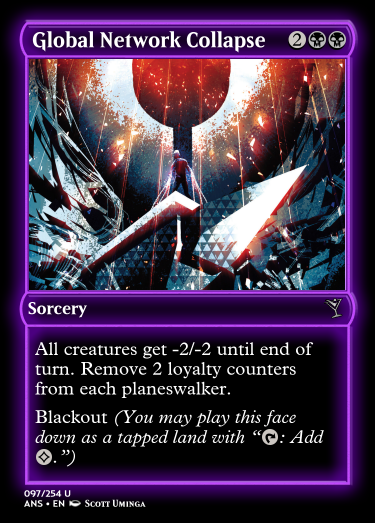 Global Network Collapse 2
Sorcery
All creatures get -2/-2 until end of
turn. Remove 2 loyalty counters
from each planeswalker.
Blackout (You may play this face
down as a tapped land with “T: Add
C.”)
097/254 U
ANS • EN Scott Uminga